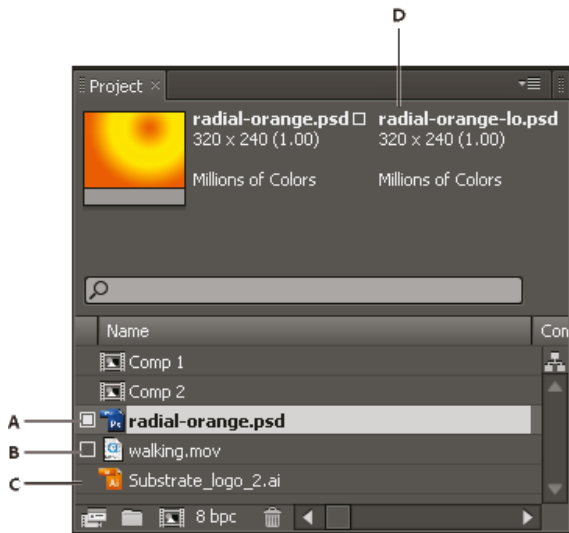 D
Project ×
radial-orange.psd radial-orange-lo.psd
320 x 240 (1.00) 320 x 240 (1.00)
Millions of Colors Millions of Colors
Name Con
Comp 1
Comp 2
A radial-orange.psd
B walking.mov
C Substrate_logo_2.ai
8 bpc